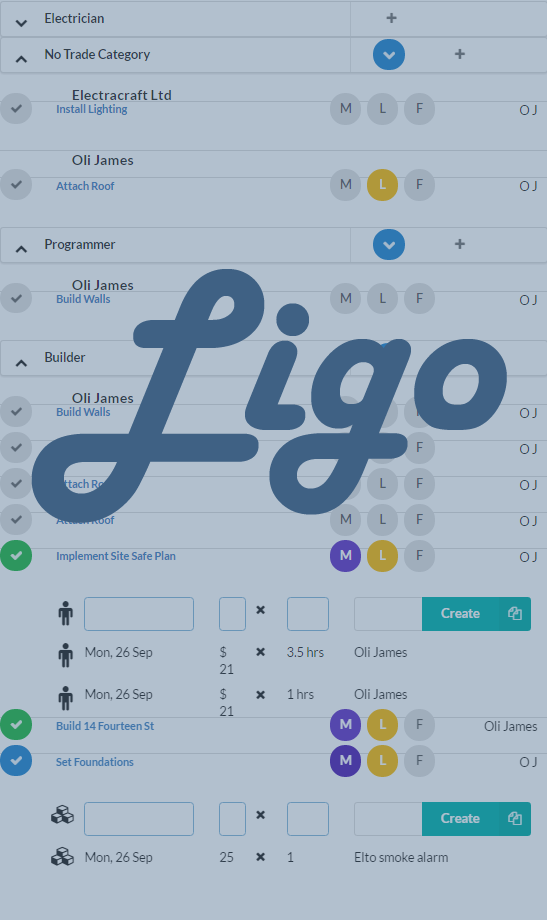 Electrician +
No Trade Category +
Electracraft Ltd
Install Lighting M L F O J
Oli James
Attach Roof M L F O J
Programmer +
Oli James
Build Walls M L F O J
Ligo
Builder
Oli James
Build Walls F O J
F O J
Attach Roof L F O J
Attach Roof M L F O J
Implement Site Safe Plan M L F O J
× Create
Mon, 26 Sep $ 21 × 3.5 hrs Oli James
Mon, 26 Sep $ 21 × 1 hrs Oli James
Build 14 Fourteen St M L F Oli James
Set Foundations M L F O J
× Create
Mon, 26 Sep 25 × 1 Elto smoke alarm